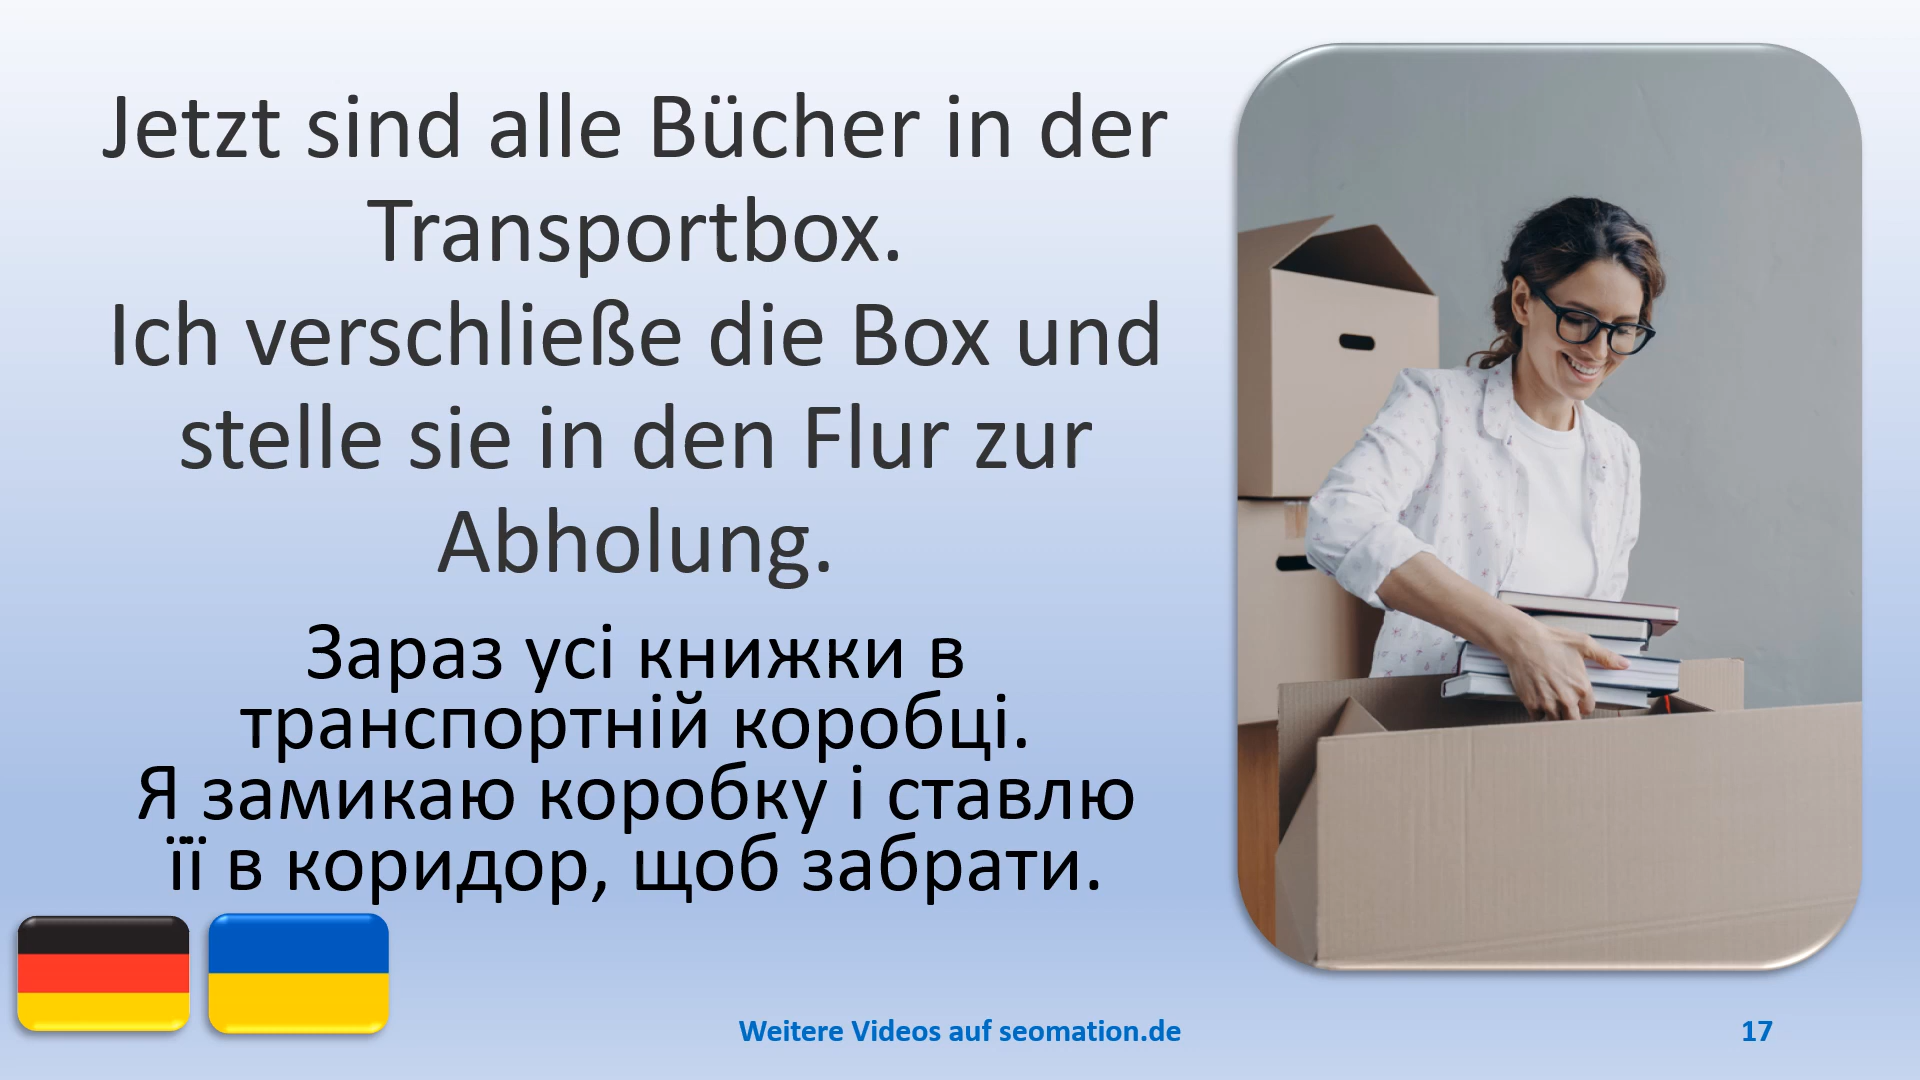 Jetzt sind alle Bücher in der
Transportbox.
Ich verschließe die Box und
stelle sie in den Flur zur
Abholung.
Зараз усі книжки в
транспортній коробці.
Я замикаю коробку і ставлю
її в коридор, щоб забрати.
Weitere Videos auf seomation.de
17